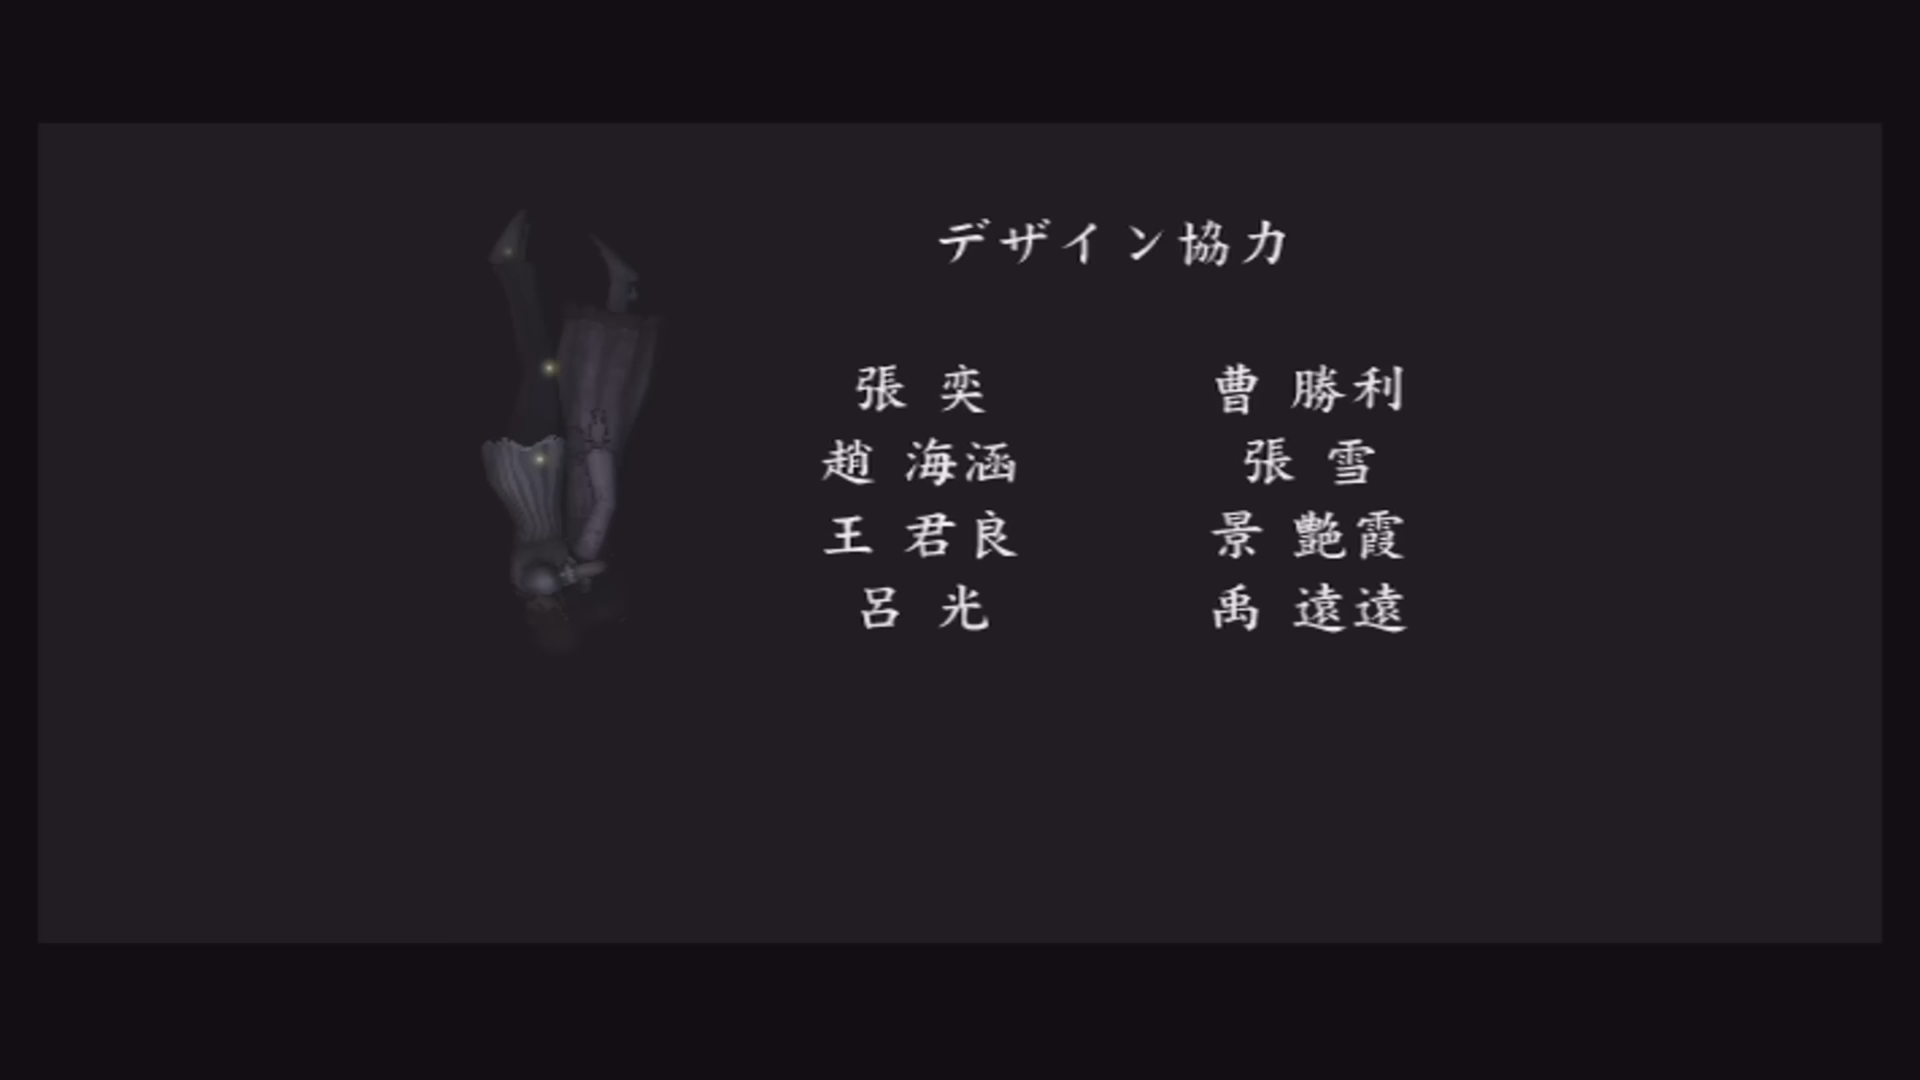 デザイン協力
張 奕 曹 勝利
趙 海涵 張 雪
王 君良 景 艶霞
呂 光 禹 遠遠